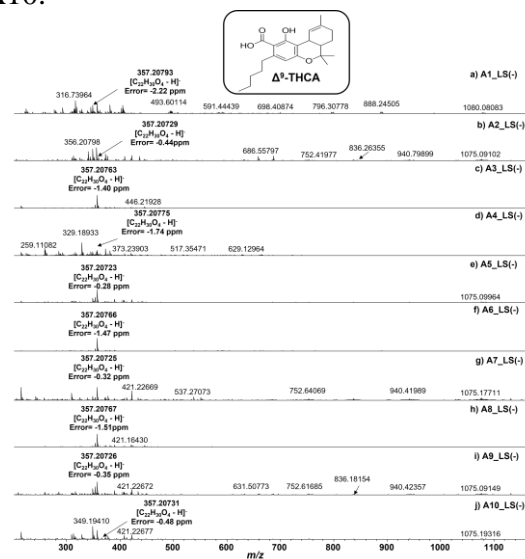 A10.
OH
HO
O
O
Δ⁹-THCA
357.20793
[C₂₂H₃₀O₄ - H]⁻
Error= -2.22 ppm
316.73964
493.60114
591.44439
698.40874
796.30778
888.24505
1080.08083
a) A1_LS(-)
357.20729
[C₂₂H₃₀O₄ - H]⁻
Error= -0.44 ppm
356.20798
686.55797
752.41977
836.26355
940.79899
1075.09102
b) A2_LS(-)
357.20763
[C₂₂H₃₀O₄ - H]⁻
Error= -1.40 ppm
446.21928
c) A3_LS(-)
357.20775
[C₂₂H₃₀O₄ - H]⁻
Error= -1.74 ppm
329.18933
259.11082
373.23903
517.35471
629.12964
d) A4_LS(-)
357.20723
[C₂₂H₃₀O₄ - H]⁻
Error= -0.28 ppm
1075.09964
e) A5_LS(-)
357.20766
[C₂₂H₃₀O₄ - H]⁻
Error= -1.47 ppm
f) A6_LS(-)
357.20725
[C₂₂H₃₀O₄ - H]⁻
Error= -0.32 ppm
421.22669
537.27073
752.64069
940.41989
1075.17711
g) A7_LS(-)
357.20767
[C₂₂H₃₀O₄ - H]⁻
Error= -1.51ppm
421.16430
h) A8_LS(-)
357.20726
[C₂₂H₃₀O₄ - H]⁻
Error= -0.35 ppm
421.22672
631.50773
752.61685
836.18154
940.42357
1075.09149
i) A9_LS(-)
357.20731
[C₂₂H₃₀O₄ - H]⁻
Error= -0.48 ppm
349.19410
421.22677
1075.19316
j) A10_LS(-)
300 400 500 600 700 800 900 1000 1100
m/z